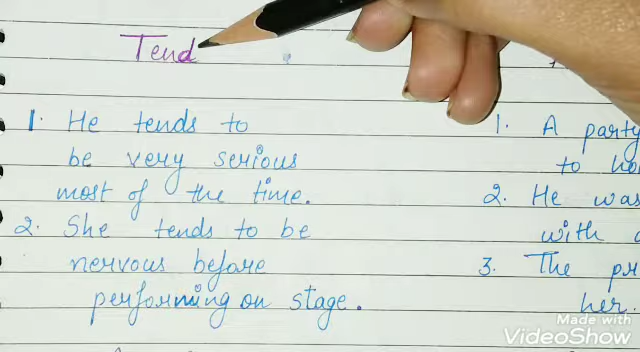 Tend
1. He tends to
be very serious
most of the time.
2. She tends to be
nervous before
performing on stage.
1. A party
to
2. He was
with
3. The
her.
Made with
VideoShow